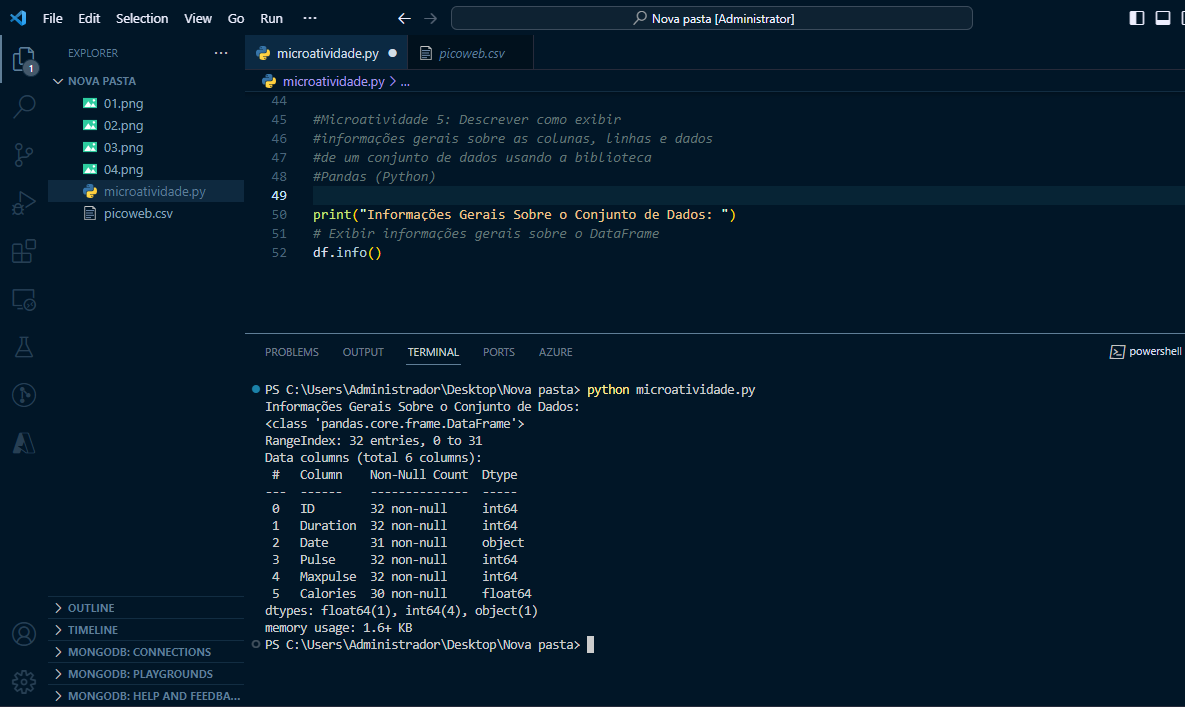 File Edit Selection View Go Run ···
Nova pasta [Administrator]
EXPLORER
1
NOVA PASTA
01.png
02.png
03.png
04.png
microatividade.py
picoweb.csv
OUTLINE
TIMELINE
MONGODB: CONNECTIONS
MONGODB: PLAYGROUNDS
MONGODB: HELP AND FEEDBA...
microatividade.py picoweb.csv
microatividade.py > ...
44
45 #Microatividade 5: Descrever como exibir
46 #informações gerais sobre as colunas, linhas e dados
47 #de um conjunto de dados usando a biblioteca
48 #Pandas (Python)
49
50 print("Informações Gerais Sobre o Conjunto de Dados: ")
51 # Exibir informações gerais sobre o DataFrame
52 df.info()
PROBLEMS OUTPUT TERMINAL PORTS AZURE
powershell
PS C:\Users\Administrador\Desktop\Nova pasta> python microatividade.py
Informações Gerais Sobre o Conjunto de Dados:
<class 'pandas.core.frame.DataFrame'>
RangeIndex: 32 entries, 0 to 31
Data columns (total 6 columns):
 #   Column    Non-Null Count  Dtype
---  ------    --------------  -----
 0   ID        32 non-null     int64
 1   Duration  32 non-null     int64
 2   Date      31 non-null     object
 3   Pulse     32 non-null     int64
 4   Maxpulse  32 non-null     int64
 5   Calories  30 non-null     float64
dtypes: float64(1), int64(4), object(1)
memory usage: 1.6+ KB
PS C:\Users\Administrador\Desktop\Nova pasta>